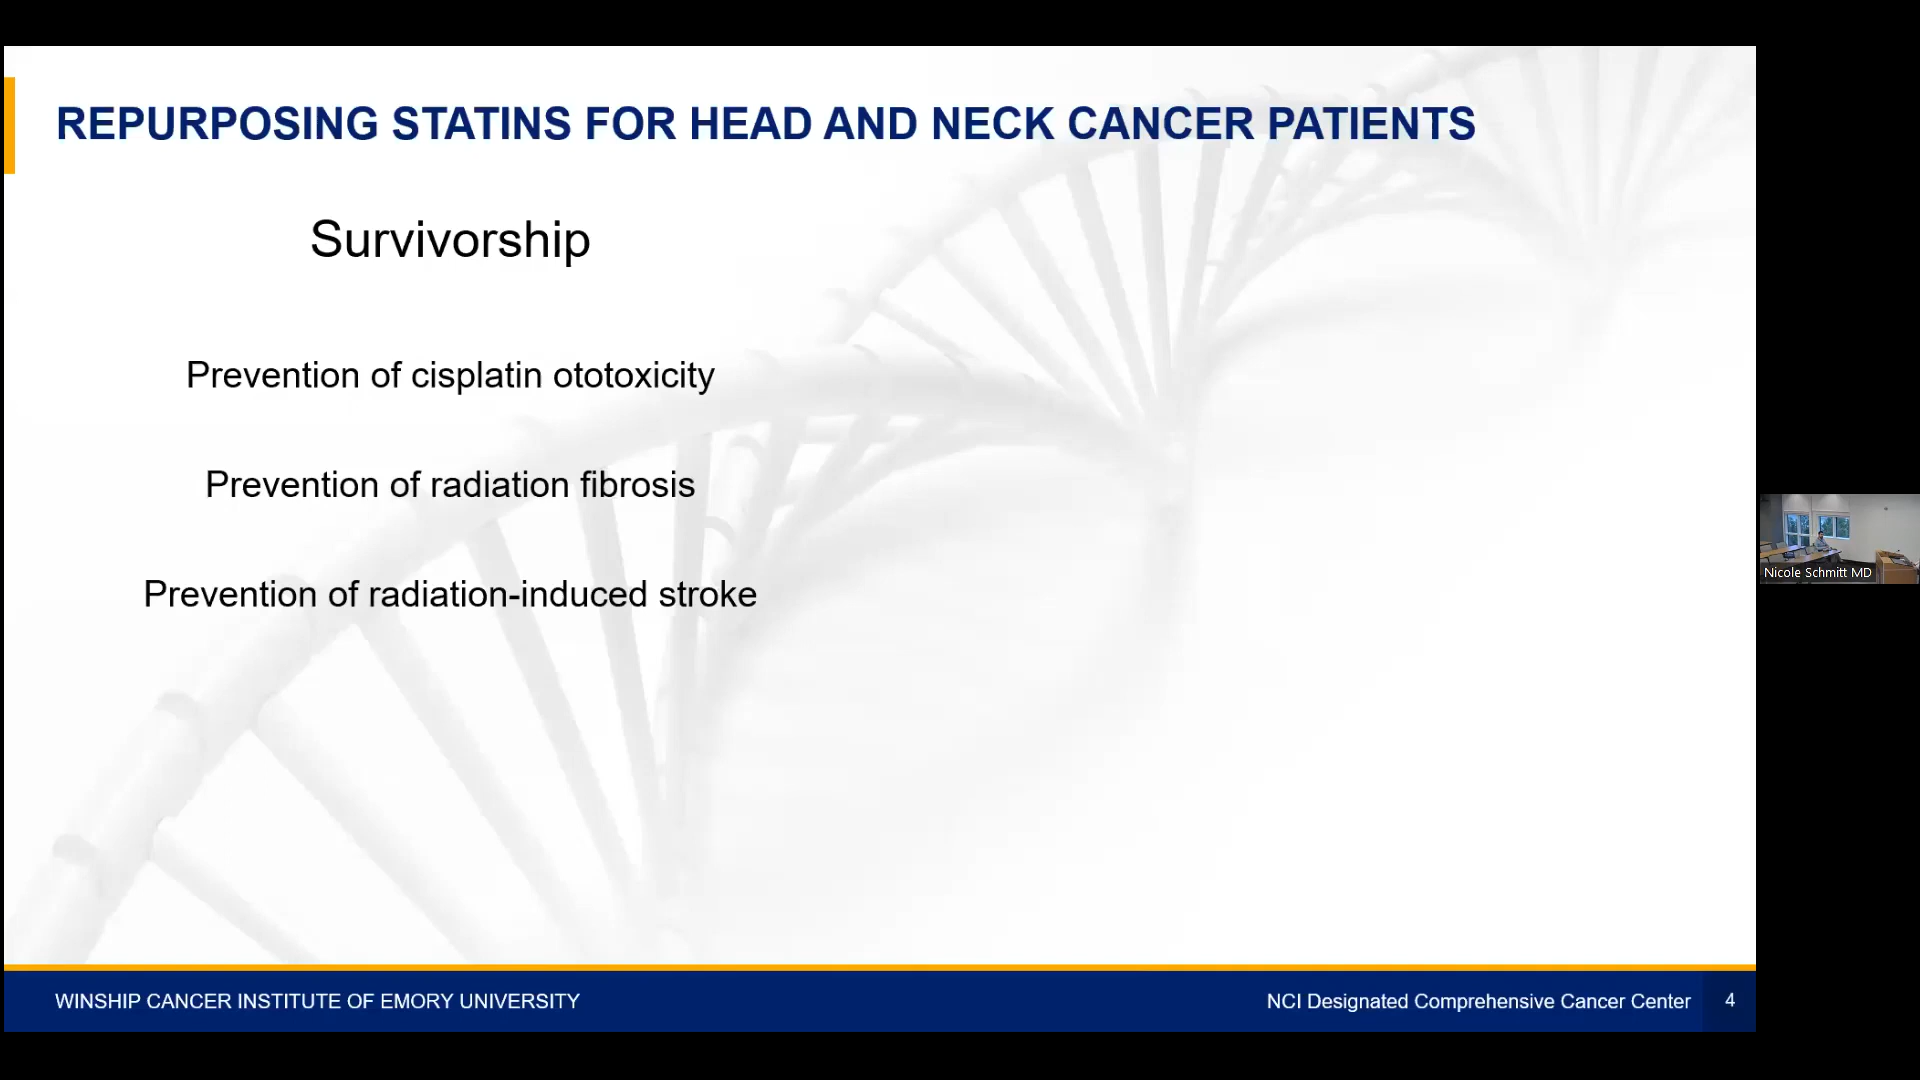 REPURPOSING STATINS FOR HEAD AND NECK CANCER PATIENTS
Survivorship
Prevention of cisplatin ototoxicity
Prevention of radiation fibrosis
Prevention of radiation-induced stroke
Nicole Schmitt MD
WINSHIP CANCER INSTITUTE OF EMORY UNIVERSITY
NCI Designated Comprehensive Cancer Center
4